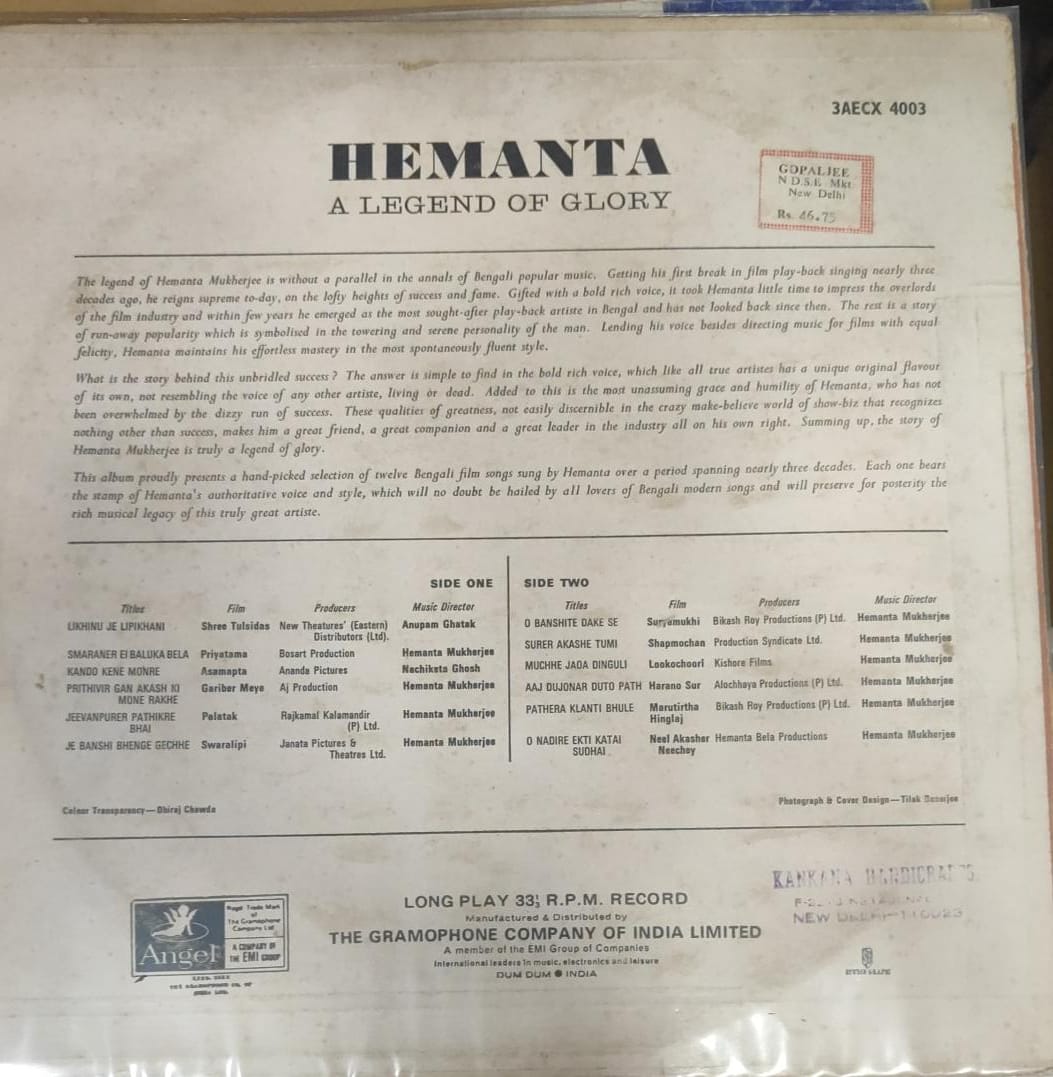 3AECX 4003
HEMANTA
A LEGEND OF GLORY
GOPALJEE
N D.S.E. Mkt
New Delhi
Rs. 46.75
The legend of Hemanta Mukherjee is without a parallel in the annals of Bengali popular music. Getting his first break in film play-back singing nearly three
decades ago, he reigns supreme to-day, on the lofty heights of success and fame. Gifted with a bold rich voice, it took Hemanta little time to impress the overlords
of the film industry and within few years he emerged as the most sought-after play-back artiste in Bengal and has not looked back since then. The rest is a story
of run-away popularity which is symbolised in the towering and serene personality of the man. Lending his voice besides directing music for films with equal
felicity, Hemanta maintains his effortless mastery in the most spontaneously fluent style.
What is the story behind this unbridled success? The answer is simple to find in the bold rich voice, which like all true artistes has a unique original flavour
of its own, not resembling the voice of any other artiste, living or dead. Added to this is the most unassuming grace and humility of Hemanta, who has not
been overwhelmed by the dizzy run of success. These qualities of greatness, not easily discernible in the crazy make-believe world of show-biz that recognizes
nothing other than success, makes him a great friend, a great companion and a great leader in the industry all on his own right. Summing up, the story of
Hemanta Mukherjee is truly a legend of glory.
This album proudly presents a hand-picked selection of twelve Bengali film songs sung by Hemanta over a period spanning nearly three decades. Each one bears
the stamp of Hemanta's authoritative voice and style, which will no doubt be hailed by all lovers of Bengali modern songs and will preserve for posterity the
rich musical legacy of this truly great artiste.
SIDE ONE
Titles Film Producers Music Director
LIKHINU JE LIPIKHANI Shree Tulsidas New Theatures' (Eastern) Anupam Ghatak
Distributors (Ltd).
SMARANER EI BALUKA BELA Priyatama Bosart Production Hemanta Mukherjee
KANDO KENE MONRE Asamapta Ananda Pictures Nachiketa Ghosh
PRITHIVIR GAN AKASH KI Gariber Meye Aj Production Hemanta Mukherjee
MONE RAKHE
JEEVANPURER PATHIKRE Palatak Rajkamal Kalamandir Hemanta Mukherjee
BHAI (P) Ltd.
JE BANSHI BHENGE GECHHE Swaralipi Janata Pictures & Hemanta Mukherjee
Theatres Ltd.
SIDE TWO
Titles Film Producers Music Director
O BANSHITE DAKE SE Suryamukhi Bikash Roy Productions (P) Ltd. Hemanta Mukherjee
SURER AKASHE TUMI Shapmochan Production Syndicate Ltd. Hemanta Mukherjee
MUCHHE JAOA DINGULI Lookochoori Kishore Films Hemanta Mukherjee
AAJ DUJONAR DUTO PATH Harano Sur Alochhaya Productions (P) Ltd. Hemanta Mukherjee
PATHERA KLANTI BHULE Marutirtha Bikash Roy Productions (P) Ltd. Hemanta Mukherjee
Hinglaj
O NADIRE EKTI KATAI Neel Akasher Hemanta Bela Productions Hemanta Mukherjee
SUDHAI Neechey
Colour Transparency—Dhiraj Chawda
Photograph & Cover Design—Tilak Banerjee
Angel
Regd Trade Mark
of
The Gramophone
Company Ltd
A COMPANY OF
THE EMI GROUP
LONG PLAY 33⅓ R.P.M. RECORD
Manufactured & Distributed by
THE GRAMOPHONE COMPANY OF INDIA LIMITED
A member of the EMI Group of Companies
International leaders in music, electronics and leisure
DUM DUM ● INDIA
KANKANA HANDICRAFTS
NEW DELHI-110023